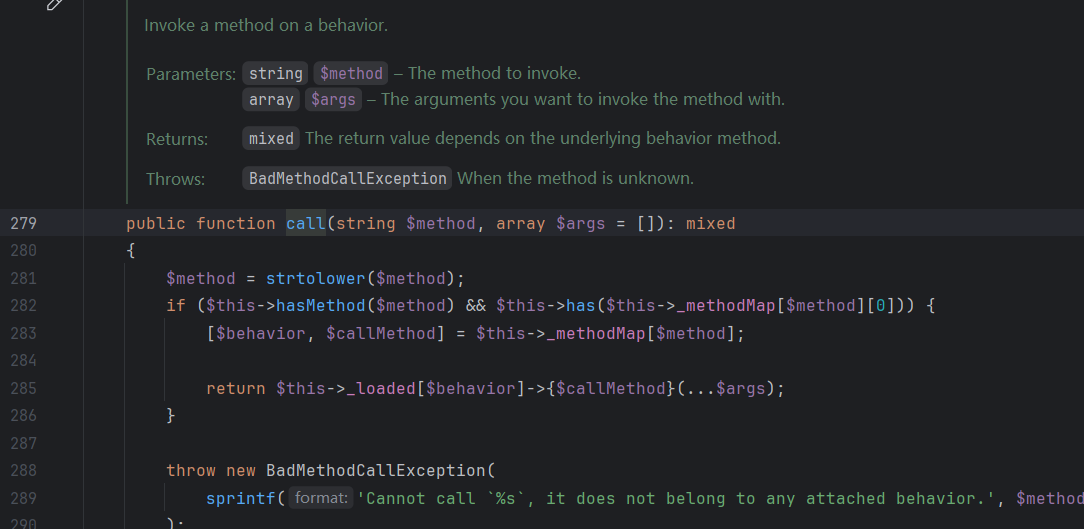 Invoke a method on a behavior.
Parameters: string $method – The method to invoke.
array $args – The arguments you want to invoke the method with.
Returns: mixed The return value depends on the underlying behavior method.
Throws: BadMethodCallException When the method is unknown.
279 public function call(string $method, array $args = []): mixed
280 {
281 $method = strtolower($method);
282 if ($this->hasMethod($method) && $this->has($this->_methodMap[$method][0])) {
283 [$behavior, $callMethod] = $this->_methodMap[$method];
284
285 return $this->_loaded[$behavior]->{$callMethod}(...$args);
286 }
287
288 throw new BadMethodCallException(
289 sprintf( format: 'Cannot call `%s`, it does not belong to any attached behavior.', $method
290 );